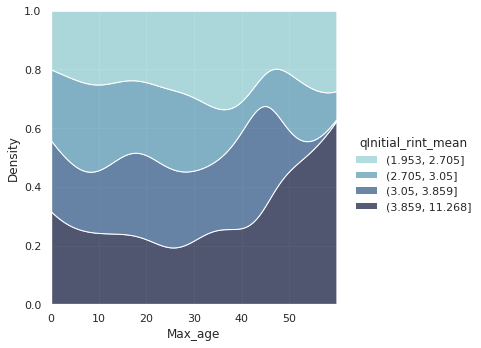 1.0
0.8
0.6
0.4
0.2
0.0
Density
0 10 20 30 40 50
Max_age
qInitial_rint_mean
(1.953, 2.705]
(2.705, 3.05]
(3.05, 3.859]
(3.859, 11.268]